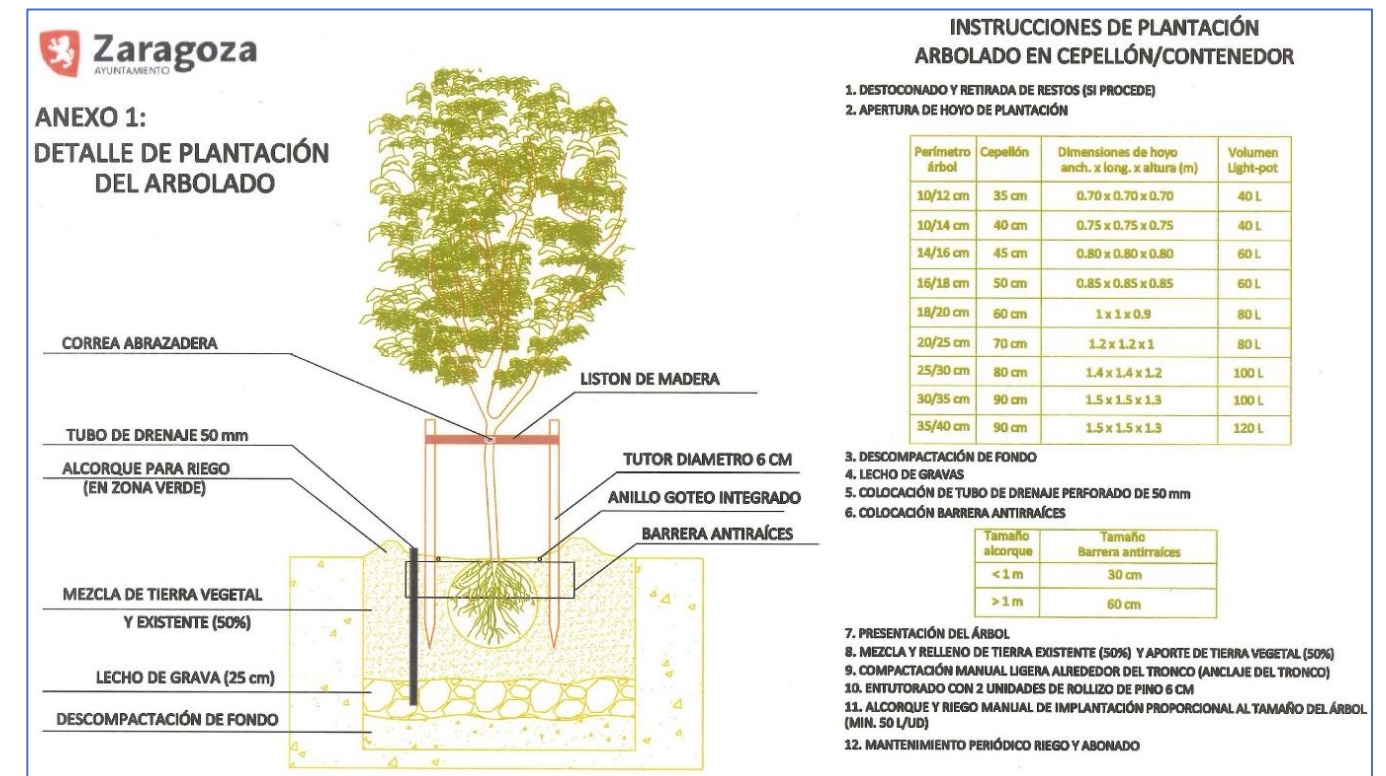 Zaragoza
AYUNTAMIENTO
ANEXO 1:
DETALLE DE PLANTACIÓN
DEL ARBOLADO
CORREA ABRAZADERA
LISTON DE MADERA
TUBO DE DRENAJE 50 mm
TUTOR DIAMETRO 6 CM
ALCORQUE PARA RIEGO
(EN ZONA VERDE)
ANILLO GOTEO INTEGRADO
BARRERA ANTIRAÍCES
MEZCLA DE TIERRA VEGETAL
Y EXISTENTE (50%)
LECHO DE GRAVA (25 cm)
DESCOMPACTACIÓN DE FONDO
INSTRUCCIONES DE PLANTACIÓN
ARBOLADO EN CEPELLÓN/CONTENEDOR
1. DESTOCONADO Y RETIRADA DE RESTOS (SI PROCEDE)
2. APERTURA DE HOYO DE PLANTACIÓN
Perímetro Cepellón Dimensiones de hoyo Volumen
árbol anch. x long. x altura (m) Light-pot
10/12 cm 35 cm 0.70 x 0.70 x 0.70 40 L
10/14 cm 40 cm 0.75 x 0.75 x 0.75 40 L
14/16 cm 45 cm 0.80 x 0.80 x 0.80 60 L
16/18 cm 50 cm 0.85 x 0.85 x 0.85 60 L
18/20 cm 60 cm 1 x 1 x 0.9 80 L
20/25 cm 70 cm 1.2 x 1.2 x 1 80 L
25/30 cm 80 cm 1.4 x 1.4 x 1.2 100 L
30/35 cm 90 cm 1.5 x 1.5 x 1.3 100 L
35/40 cm 90 cm 1.5 x 1.5 x 1.3 120 L
3. DESCOMPACTACIÓN DE FONDO
4. LECHO DE GRAVAS
5. COLOCACIÓN DE TUBO DE DRENAJE PERFORADO DE 50 mm
6. COLOCACIÓN BARRERA ANTIRRAÍCES
Tamaño Tamaño
alcorque Barrera antirraíces
< 1 m 30 cm
> 1 m 60 cm
7. PRESENTACIÓN DEL ÁRBOL
8. MEZCLA Y RELLENO DE TIERRA EXISTENTE (50%) Y APORTE DE TIERRA VEGETAL (50%)
9. COMPACTACIÓN MANUAL LIGERA ALREDEDOR DEL TRONCO (ANCLAJE DEL TRONCO)
10. ENTUTORADO CON 2 UNIDADES DE ROLLIZO DE PINO 6 CM
11. ALCORQUE Y RIEGO MANUAL DE IMPLANTACIÓN PROPORCIONAL AL TAMAÑO DEL ÁRBOL
(MIN. 50 L/UD)
12. MANTENIMIENTO PERIÓDICO RIEGO Y ABONADO